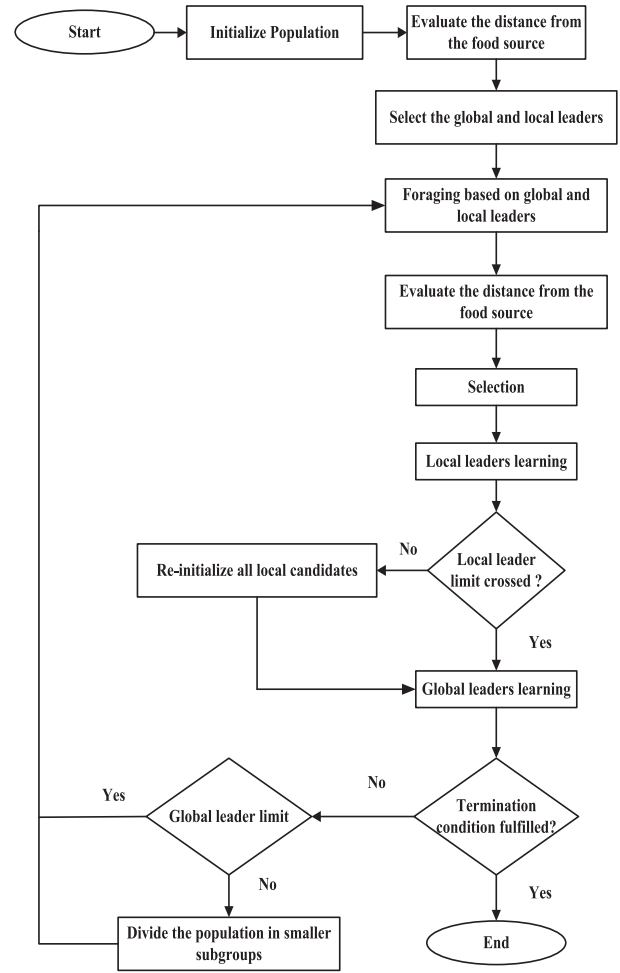 Start
Initialize Population
Evaluate the distance from
the food source
Select the global and local leaders
Foraging based on global and
local leaders
Evaluate the distance from the
food source
Selection
Local leaders learning
Local leader
limit crossed ?
No
Re-initialize all local candidates
Yes
Global leaders learning
Termination
condition fulfilled?
No
Global leader limit
Yes
No
Divide the population in smaller
subgroups
Yes
End